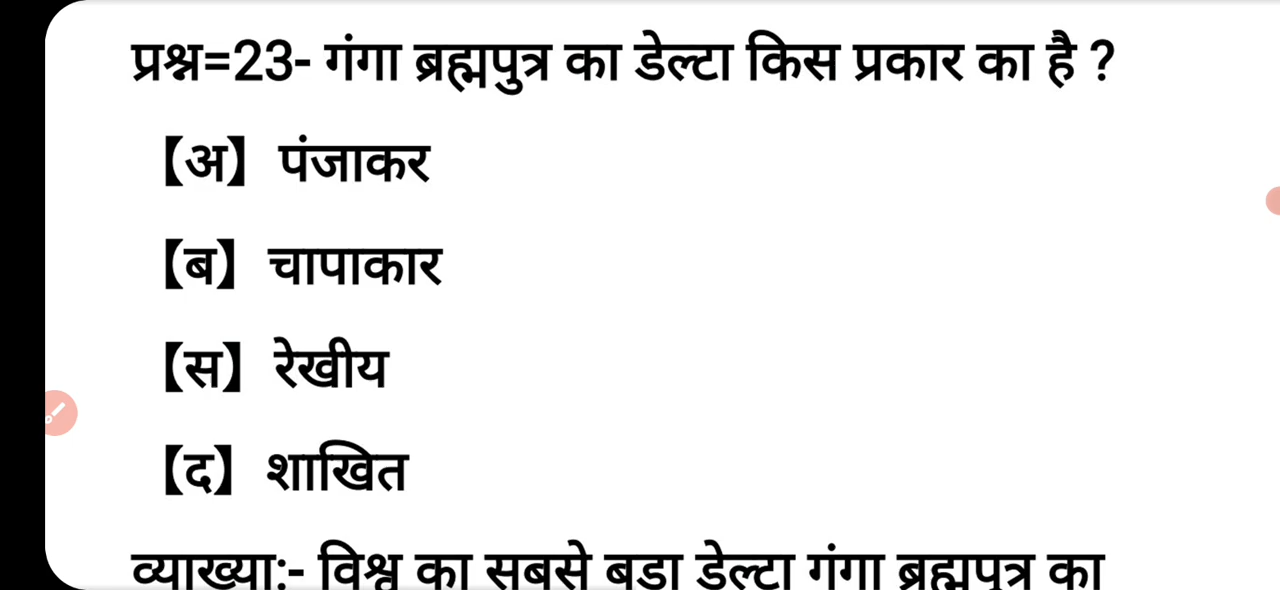 प्रश्न=23- गंगा ब्रह्मपुत्र का डेल्टा किस प्रकार का है ?
【अ】 पंजाकर
【ब】 चापाकार
【स】 रेखीय
【द】 शाखित
व्याख्या:- विश्व का सबसे बडा डेल्टा गंगा ब्रह्मपुत्र का